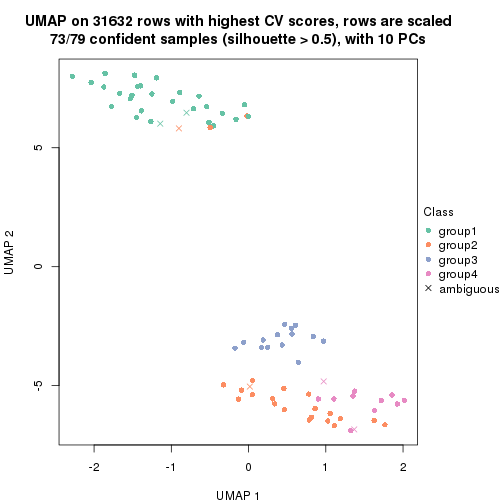 UMAP on 31632 rows with highest CV scores, rows are scaled
73/79 confident samples (silhouette > 0.5), with 10 PCs
UMAP 2
5
0
-5
-2
-1
0
1
2
UMAP 1
Class
group1
group2
group3
group4
ambiguous